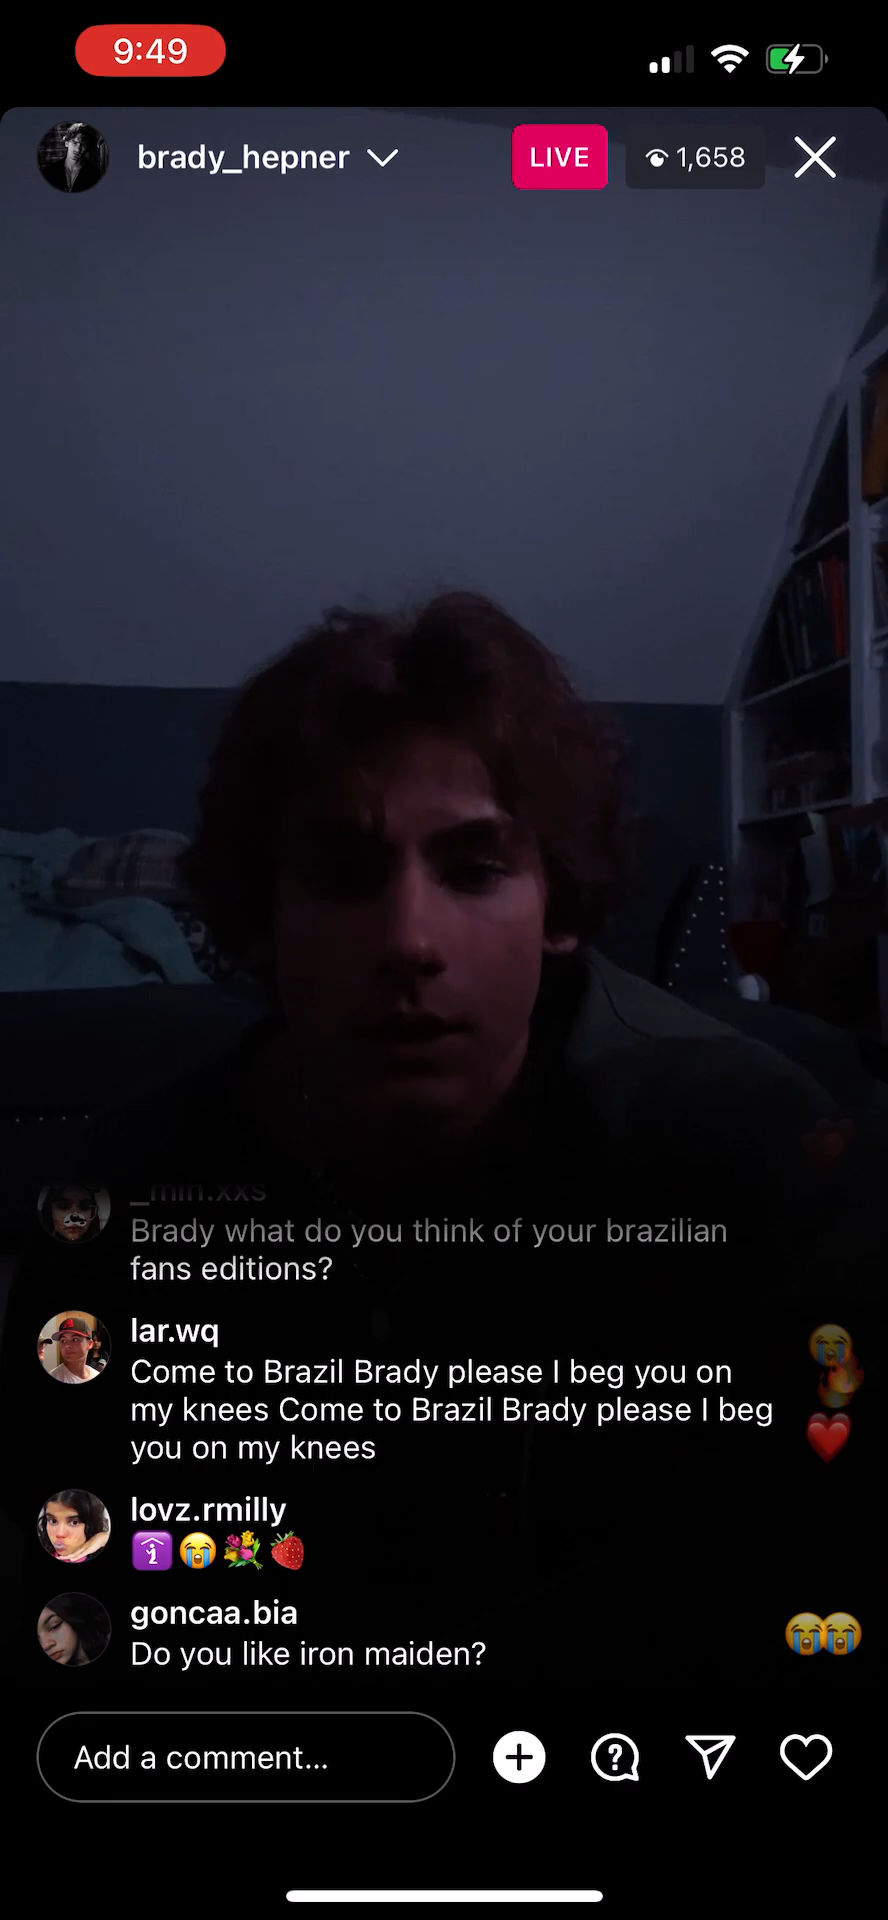 9:49
brady_hepner
LIVE
1,658
_min.xxs
Brady what do you think of your brazilian
fans editions?
lar.wq
Come to Brazil Brady please I beg you on
my knees Come to Brazil Brady please I beg
you on my knees
lovz.rmilly
🛐😭💐🍓
goncaa.bia
Do you like iron maiden?
Add a comment...